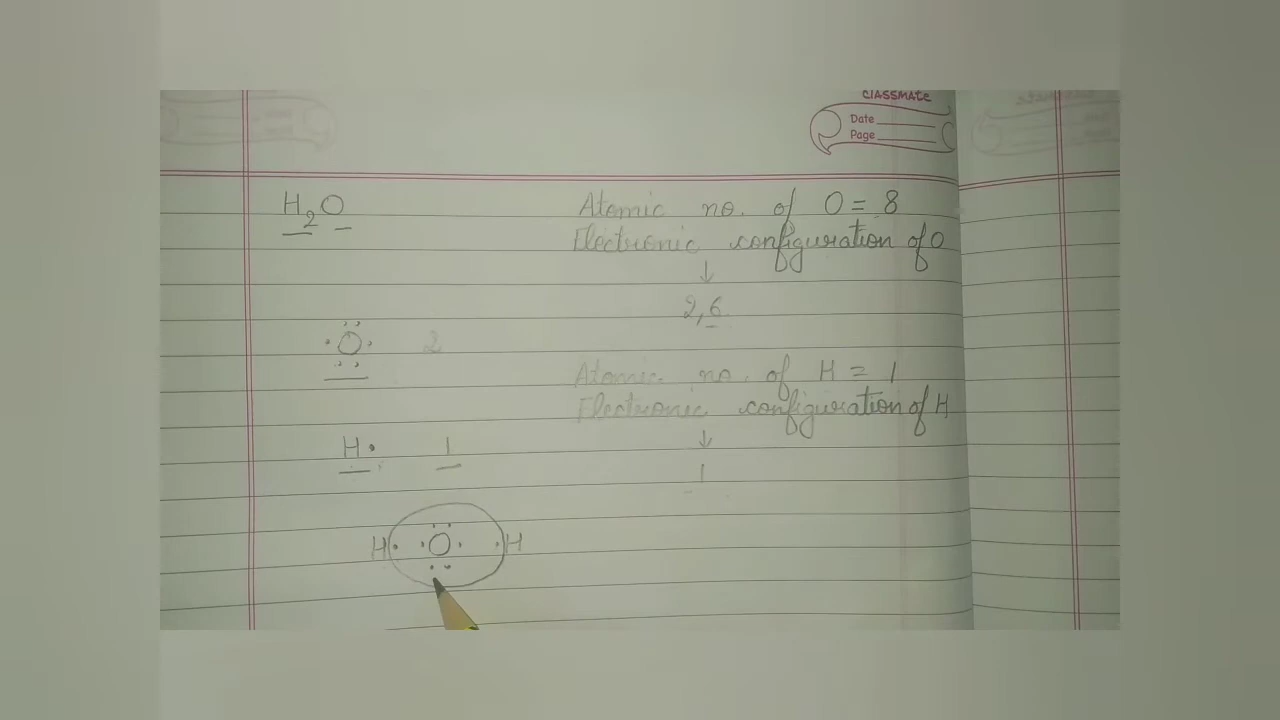 CLASSMATE
Date
Page
H₂O
Atomic no. of O = 8
Electronic configuration of O
↓
2,6
O 2
Atomic no. of H = 1
Electronic configuration of H
↓
H 1
1
H O H